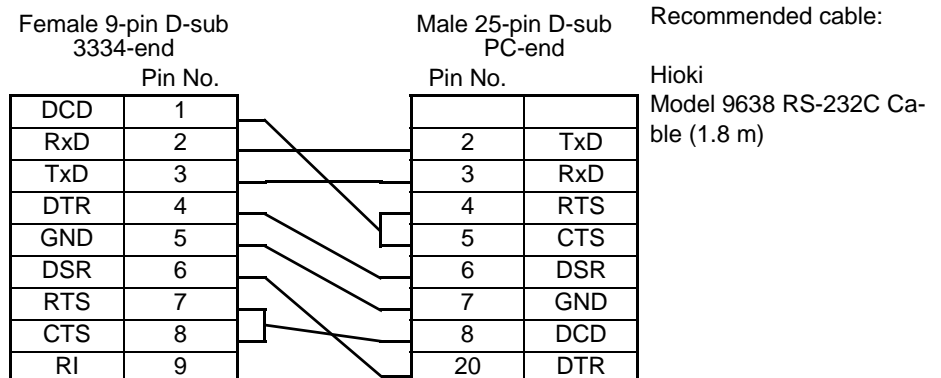 Female 9-pin D-sub
3334-end
Pin No.
DCD 1
RxD 2
TxD 3
DTR 4
GND 5
DSR 6
RTS 7
CTS 8
RI 9
Male 25-pin D-sub
PC-end
Pin No.
2 TxD
3 RxD
4 RTS
5 CTS
6 DSR
7 GND
8 DCD
20 DTR
Recommended cable:
Hioki
Model 9638 RS-232C Ca-
ble (1.8 m)